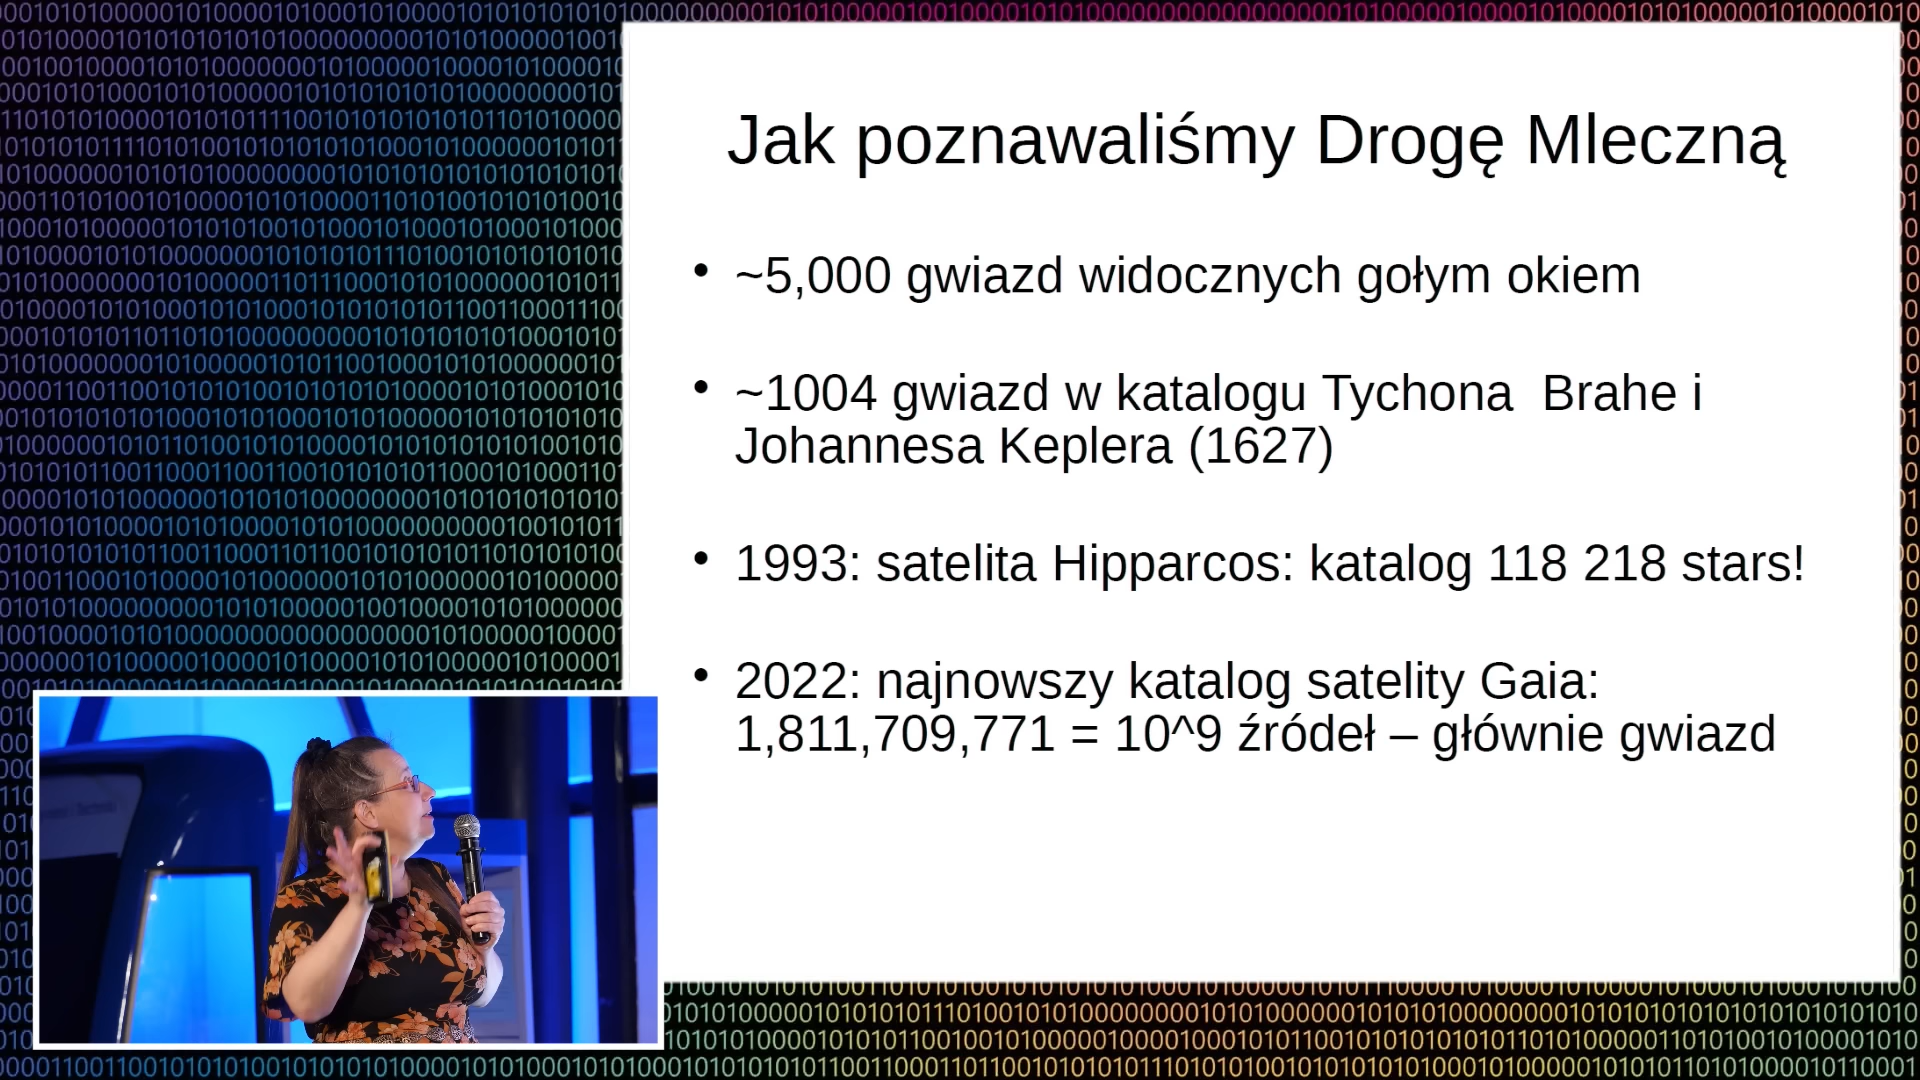 Jak poznawaliśmy Drogę Mleczną
• ~5,000 gwiazd widocznych gołym okiem
• ~1004 gwiazd w katalogu Tychona  Brahe i
Johannesa Keplera (1627)
• 1993: satelita Hipparcos: katalog 118 218 stars!
• 2022: najnowszy katalog satelity Gaia:
1,811,709,771 = 10^9 źródeł – głównie gwiazd